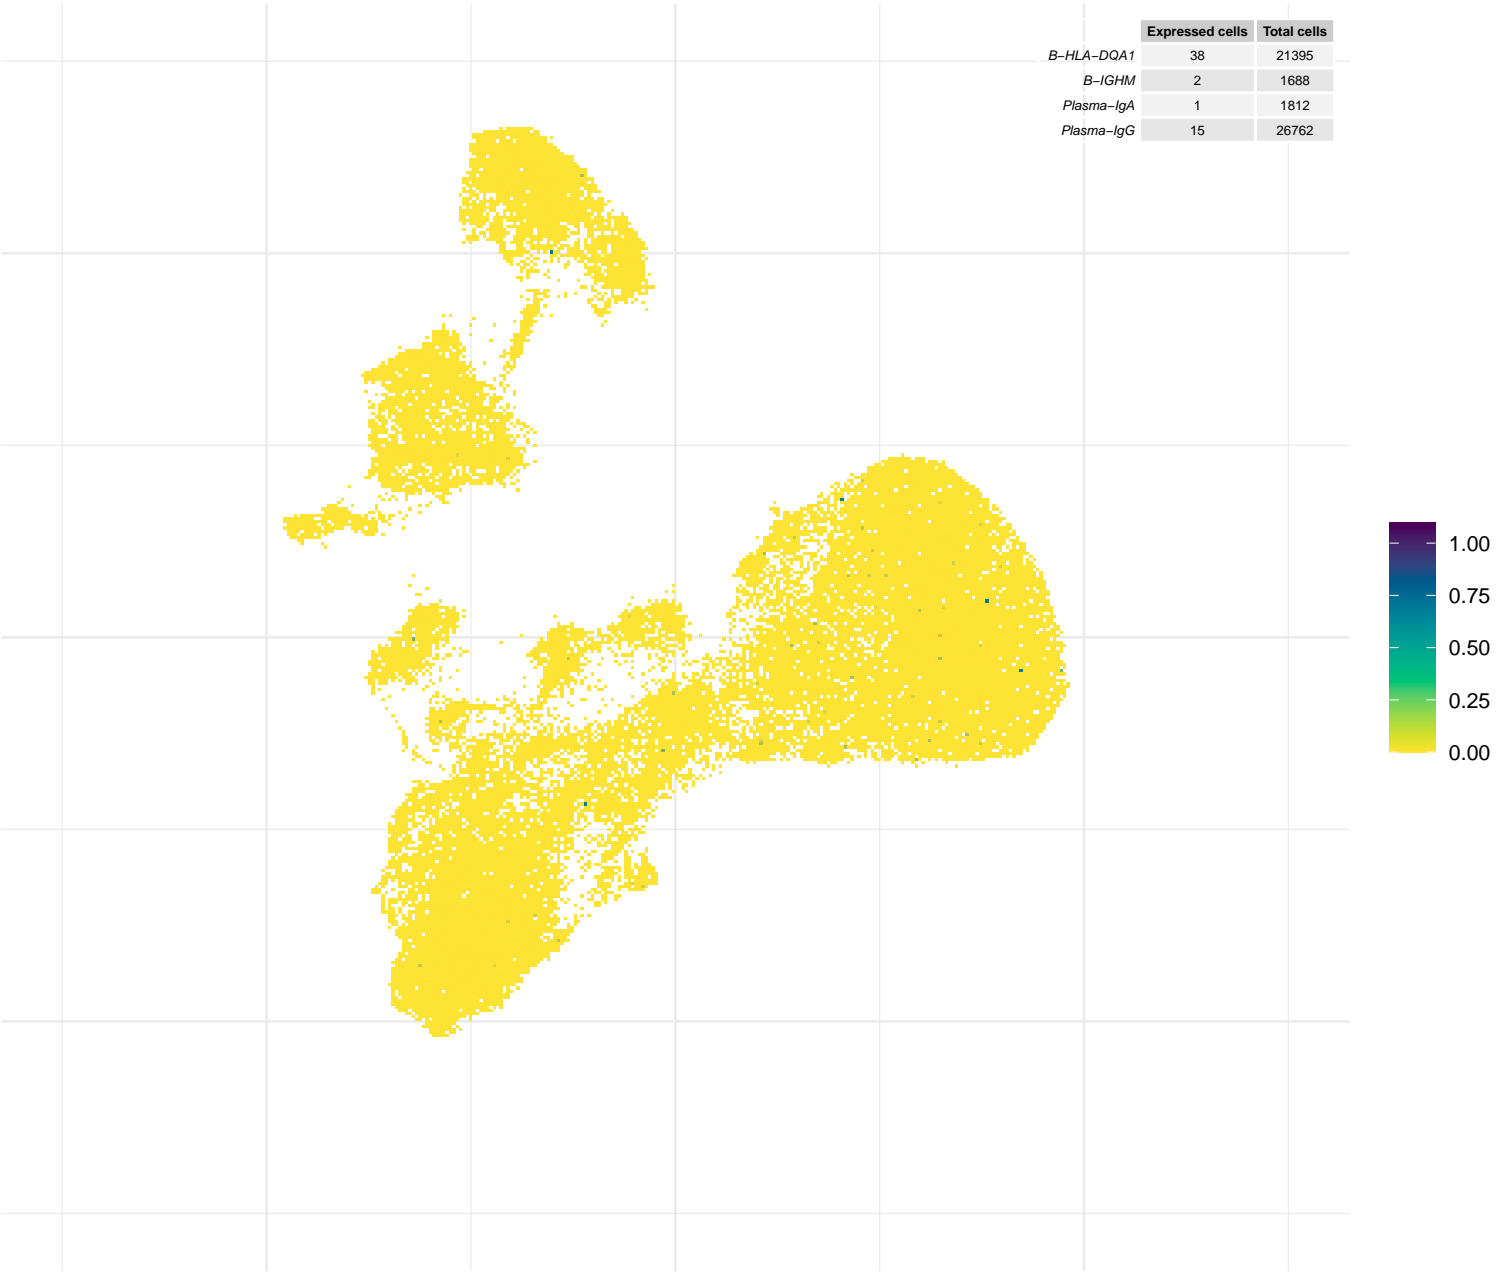 Expressed cells Total cells
B−HLA−DQA1 38 21395
B−IGHM 2 1688
Plasma−IgA 1 1812
Plasma−IgG 15 26762
1.00
0.75
0.50
0.25
0.00